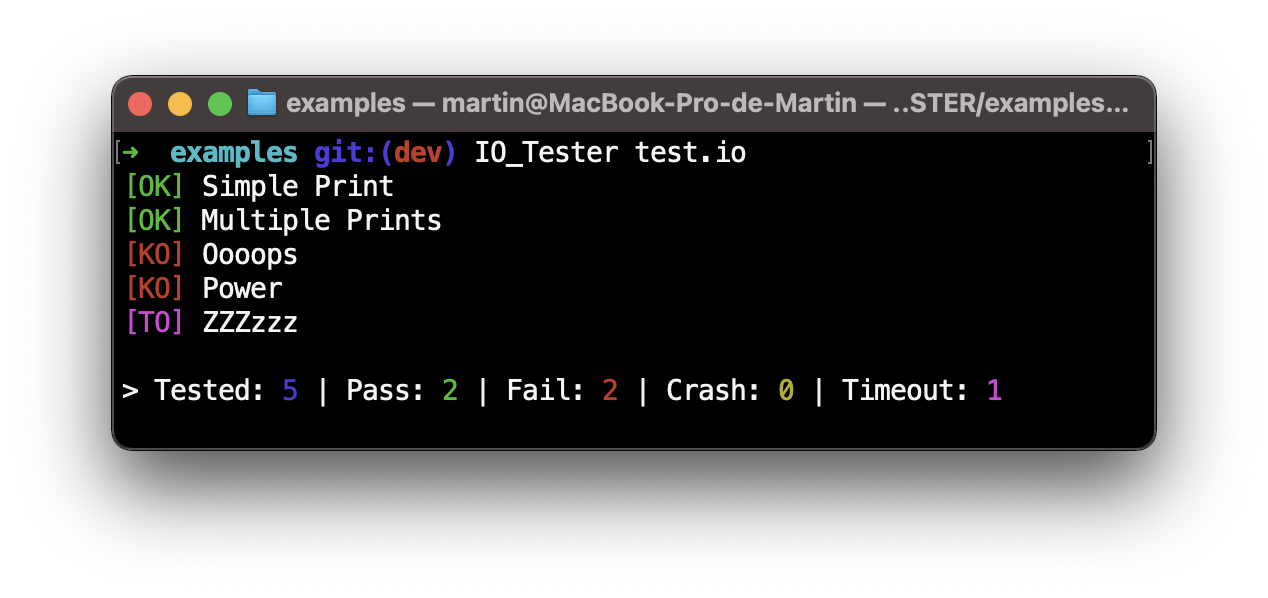 examples — martin@MacBook-Pro-de-Martin — ..STER/examples...
[➜  examples git:(dev) IO_Tester test.io ]
[OK] Simple Print
[OK] Multiple Prints
[KO] Oooops
[KO] Power
[TO] ZZZzzz
> Tested: 5 | Pass: 2 | Fail: 2 | Crash: 0 | Timeout: 1